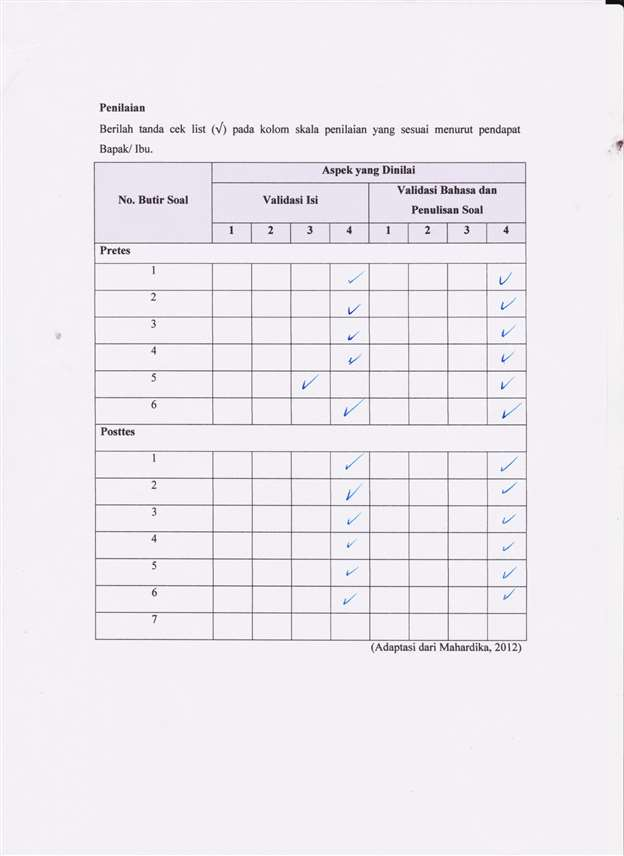 Penilaian
Berilah tanda cek list (√) pada kolom skala penilaian yang sesuai menurut pendapat
Bapak/ Ibu.
No. Butir Soal
Aspek yang Dinilai
Validasi Isi
Validasi Bahasa dan
Penulisan Soal
1 2 3 4 1 2 3 4
Pretes
1 ✓ ✓
2 ✓ ✓
3 ✓ ✓
4 ✓ ✓
5 ✓ ✓
6 ✓ ✓
Posttes
1 ✓ ✓
2 ✓ ✓
3 ✓ ✓
4 ✓ ✓
5 ✓ ✓
6 ✓ ✓
7
(Adaptasi dari Mahardika, 2012)